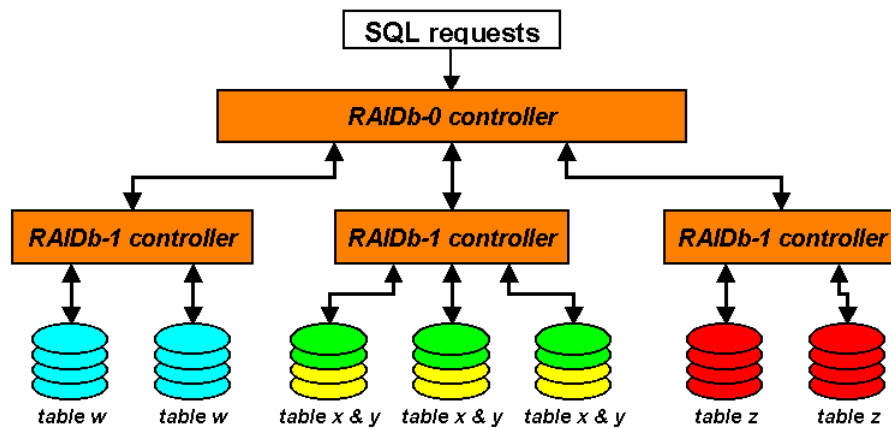 SQL requests
RAIDb-0 controller
RAIDb-1 controller RAIDb-1 controller RAIDb-1 controller
table w table w table x & y table x & y table x & y table z table z